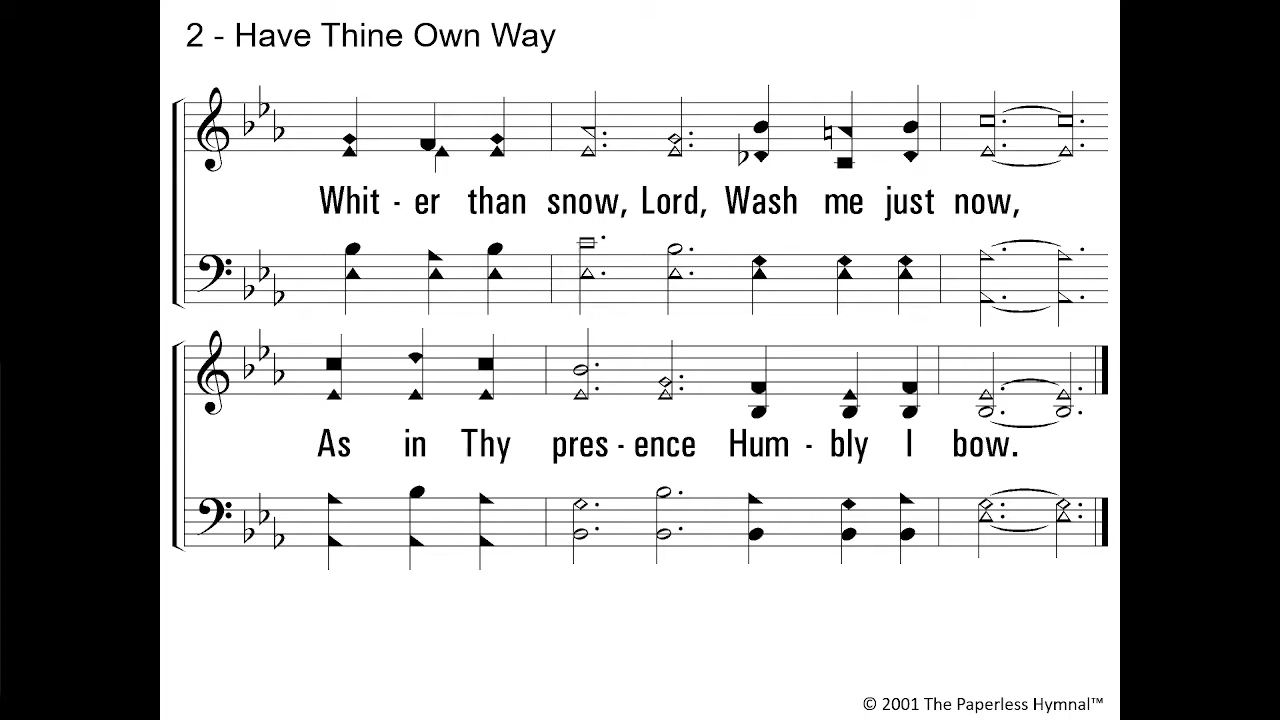 2 - Have Thine Own Way
Whit - er than snow, Lord, Wash me just now,
As in Thy pres - ence Hum - bly I bow.
© 2001 The Paperless Hymnal™